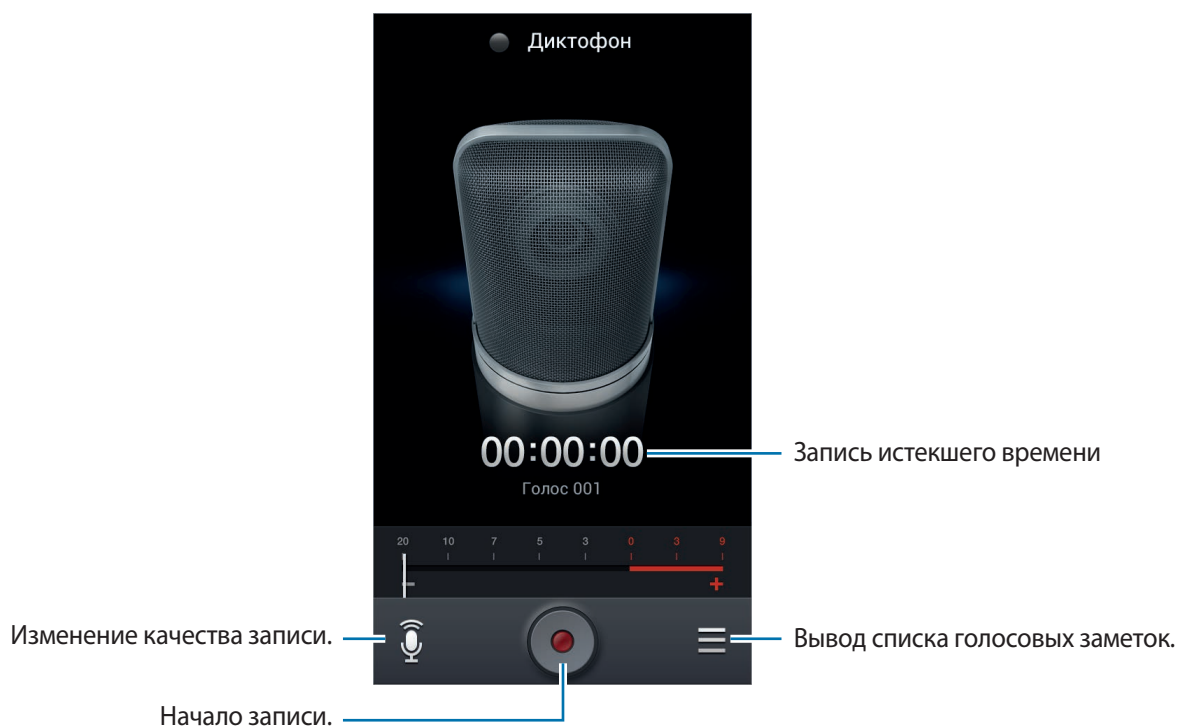 Диктофон
00:00:00
Запись истекшего времени
Голос 001
20 10 7 5 3 0 3 9
− +
Изменение качества записи.
Вывод списка голосовых заметок.
Начало записи.